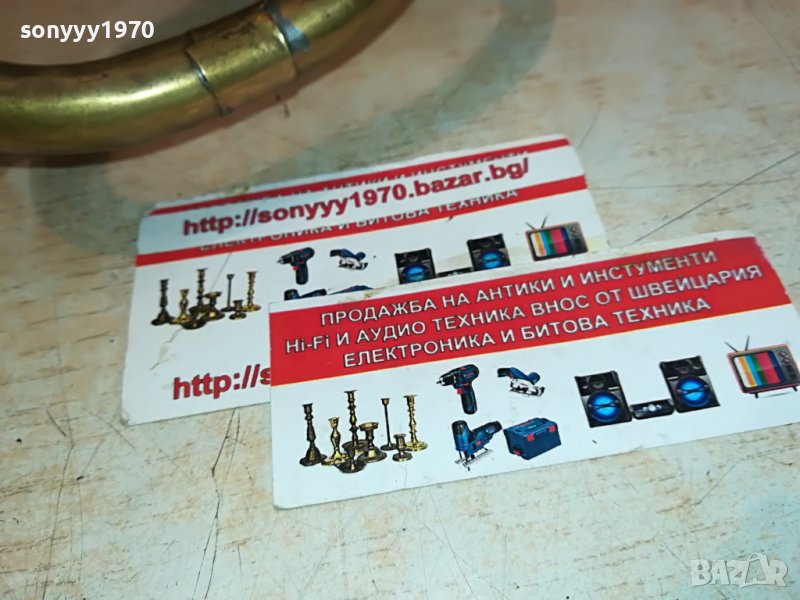 sonyyy1970
http://sonyyy1970.bazar.bg/
ЕЛЕКТРОНИКА И БИТОВА ТЕХНИКА
http://s
ПРОДАЖБА НА АНТИКИ И ИНСТУМЕНТИ
Hi-Fi И АУДИО ТЕХНИКА ВНОС ОТ ШВЕЙЦАРИЯ
ЕЛЕКТРОНИКА И БИТОВА ТЕХНИКА
BAZAR